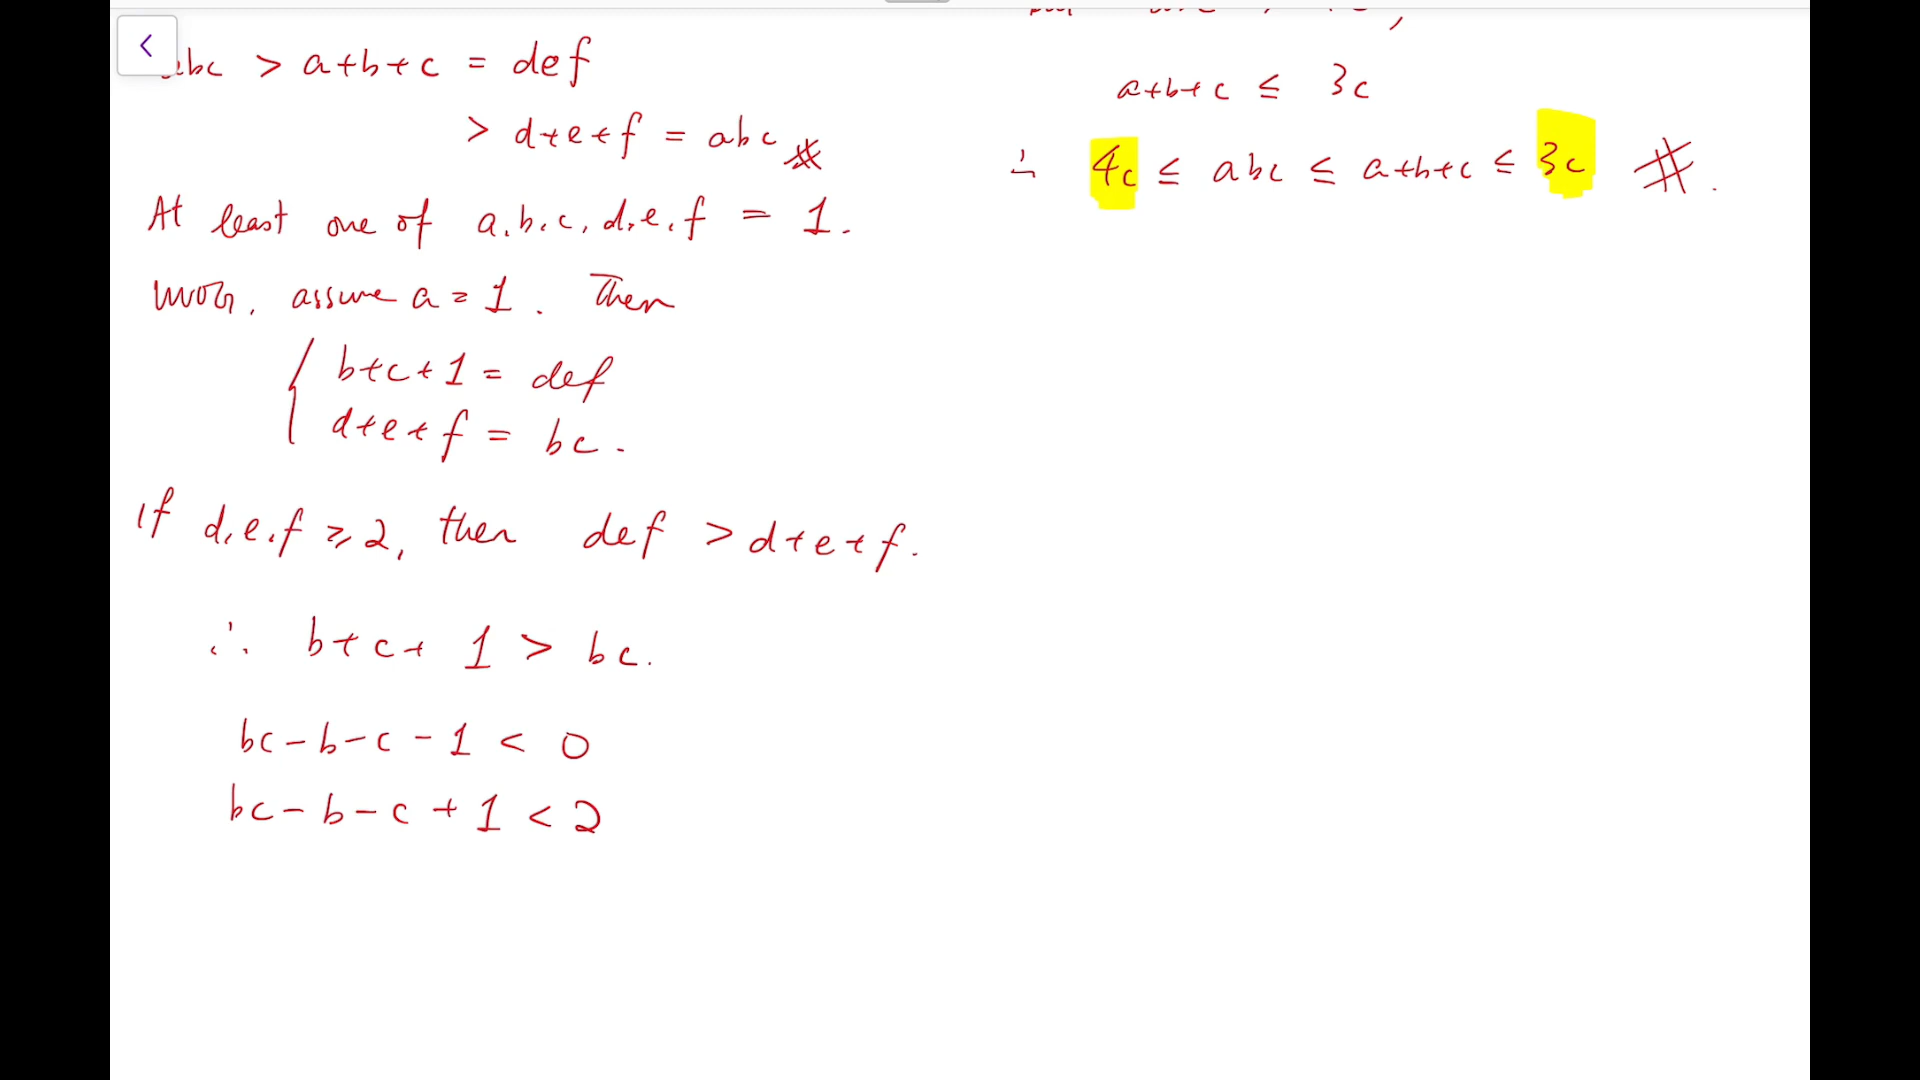 abc > a+b+c = def
> d+e+f = abc #
At least one of a,b,c,d,e,f = 1.
WLOG, assume a = 1. Then
b+c+1 = def
d+e+f = bc.
If d,e,f ≥ 2, then def > d+e+f.
∴ b+c+1 > bc.
bc-b-c-1 < 0
bc-b-c+1 < 2
a+b+c ≤ 3c
∴ 4c ≤ abc ≤ a+b+c ≤ 3c #.